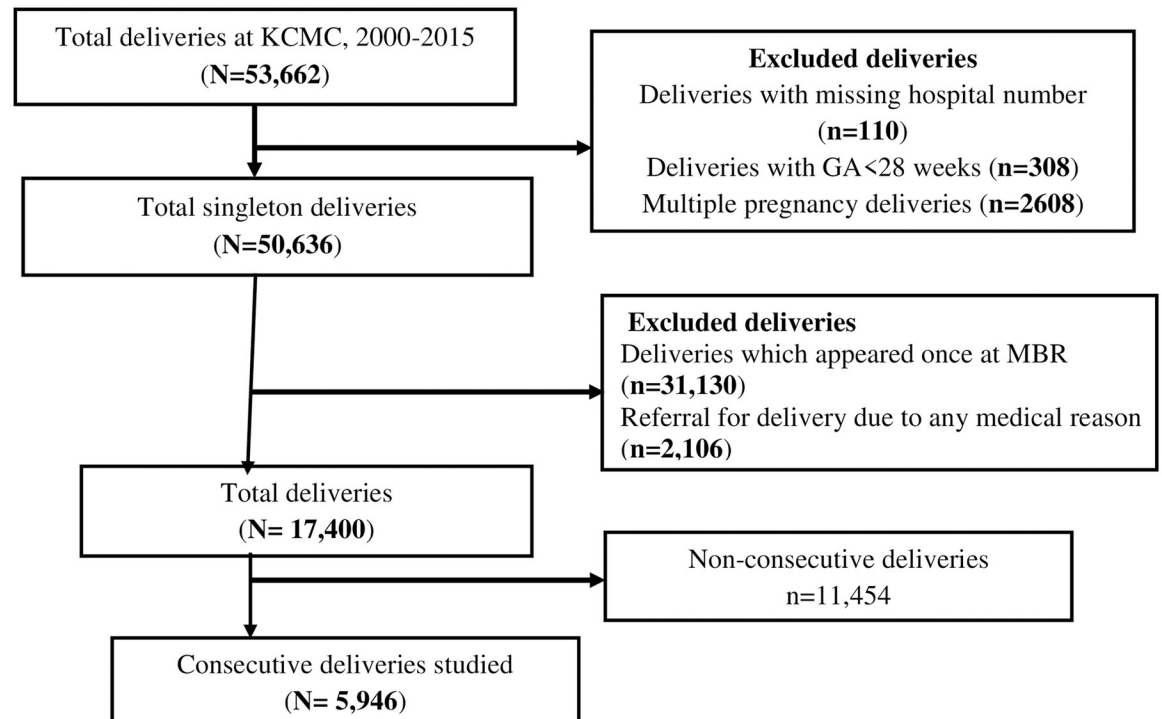 Total deliveries at KCMC, 2000-2015
(N=53,662)
Excluded deliveries
Deliveries with missing hospital number
(n=110)
Deliveries with GA<28 weeks (n=308)
Multiple pregnancy deliveries (n=2608)
Total singleton deliveries
(N=50,636)
Excluded deliveries
Deliveries which appeared once at MBR
(n=31,130)
Referral for delivery due to any medical reason
(n=2,106)
Total deliveries
(N= 17,400)
Non-consecutive deliveries
n=11,454
Consecutive deliveries studied
(N= 5,946)